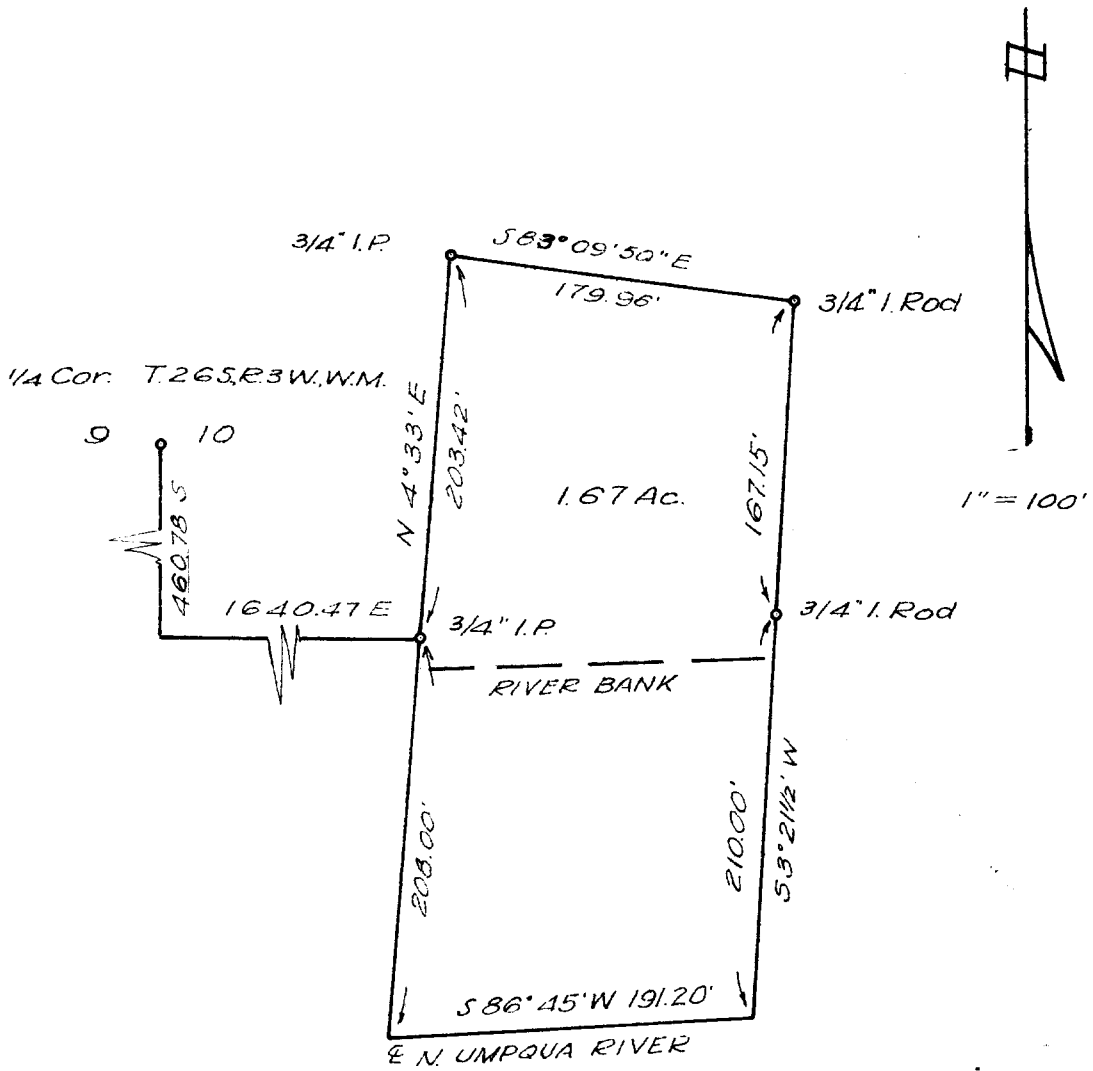 3/4" I.P.
S 83° 09' 50" E
179.96'
3/4" I. Rod
1/4 Cor. T.26S,R.3W.,W.M.
9 10
460.78 S
1640.47 E
N 4° 33' E
203.42'
1.67 Ac.
167.15'
1" = 100'
3/4" I.P.
3/4" I. Rod
RIVER BANK
208.00'
210.00'
S 3° 21 1/2' W
S 86° 45' W 191.20'
℄ N. UMPQUA RIVER